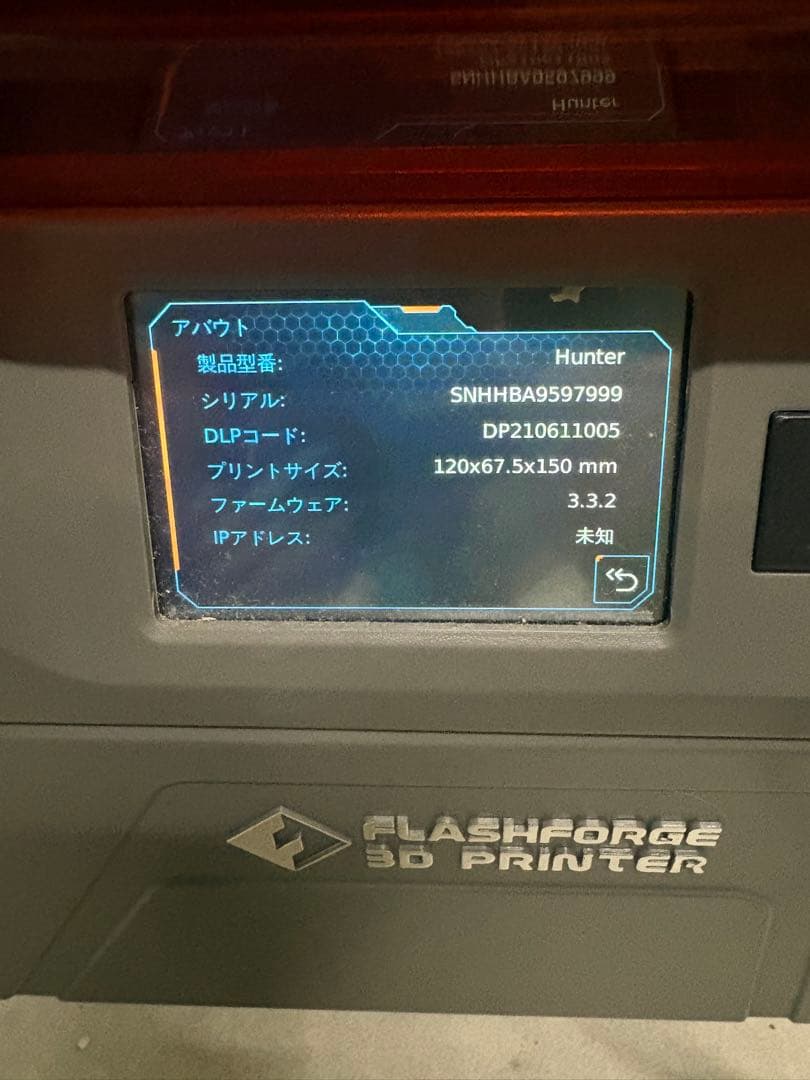 SNHHBA9597999
Hunter
アバウト
製品型番: Hunter
シリアル: SNHHBA9597999
DLPコード: DP210611005
プリントサイズ: 120x67.5x150 mm
ファームウェア: 3.3.2
IPアドレス: 未知
FLASHFORGE
3D PRINTER